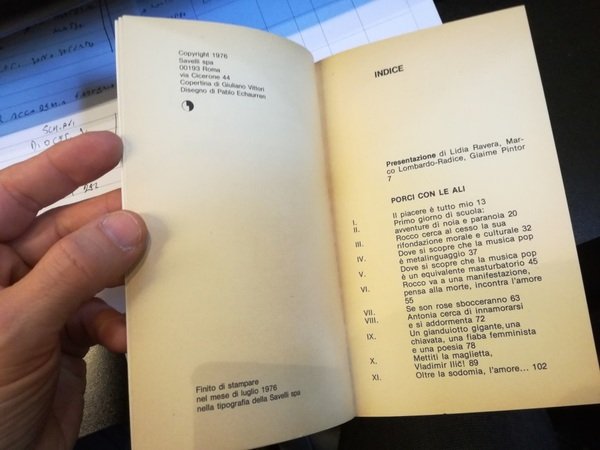 Copyright 1976
Savelli spa
00193 Roma
via Cicerone 44
Copertina di Giuliano Vittori
Disegno di Pablo Echaurren
Finito di stampare
nel mese di luglio 1976
nella tipografia della Savelli spa
INDICE
Presentazione di Lidia Ravera, Mar-
co Lombardo-Radice, Giaime Pintor
7
PORCI CON LE ALI
I. Il piacere è tutto mio 13
II. Primo giorno di scuola:
avventure di noia e paranoia 20
III. Rocco cerca al cesso la sua
rifondazione morale e culturale 32
IV. Dove si scopre che la musica pop
è metalinguaggio 37
V. Dove si scopre che la musica pop
è un equivalente masturbatorio 45
VI. Rocco va a una manifestazione,
pensa alla morte, incontra l'amore
55
VII. Se son rose sbocceranno 63
VIII. Antonia cerca di innamorarsi
e si addormenta 72
IX. Un gianduiotto gigante, una
chiavata, una fiaba femminista
e una poesia 78
X. Mettiti la maglietta,
Vladimir Ilič! 89
XI. Oltre la sodomia, l'amore... 102